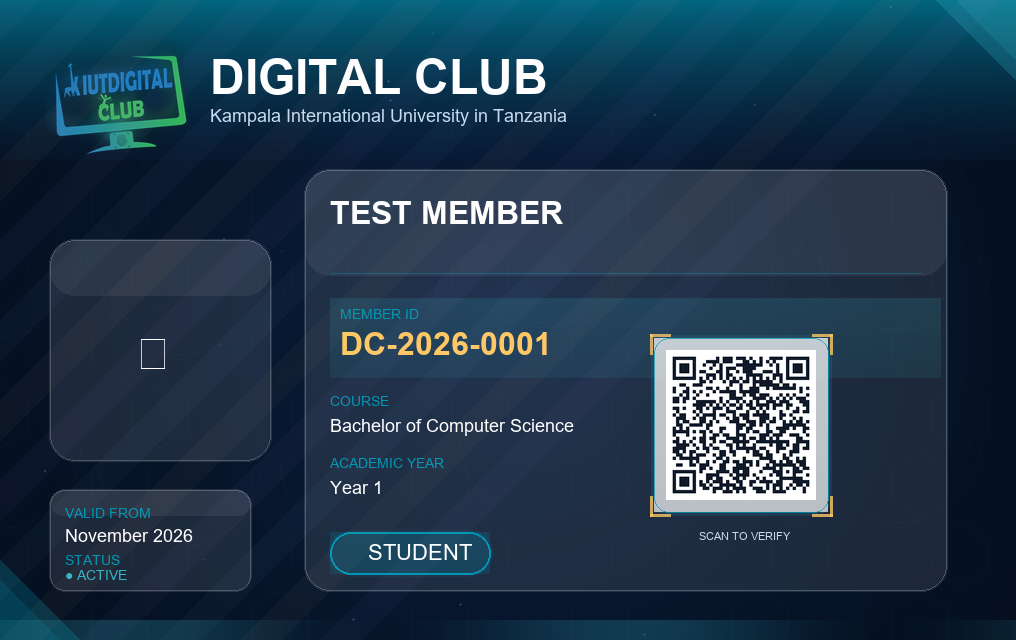 KIUTDIGITAL
CLUB
DIGITAL CLUB
Kampala International University in Tanzania
TEST MEMBER
MEMBER ID
DC-2026-0001
COURSE
Bachelor of Computer Science
ACADEMIC YEAR
Year 1
STUDENT
SCAN TO VERIFY
VALID FROM
November 2026
STATUS
● ACTIVE